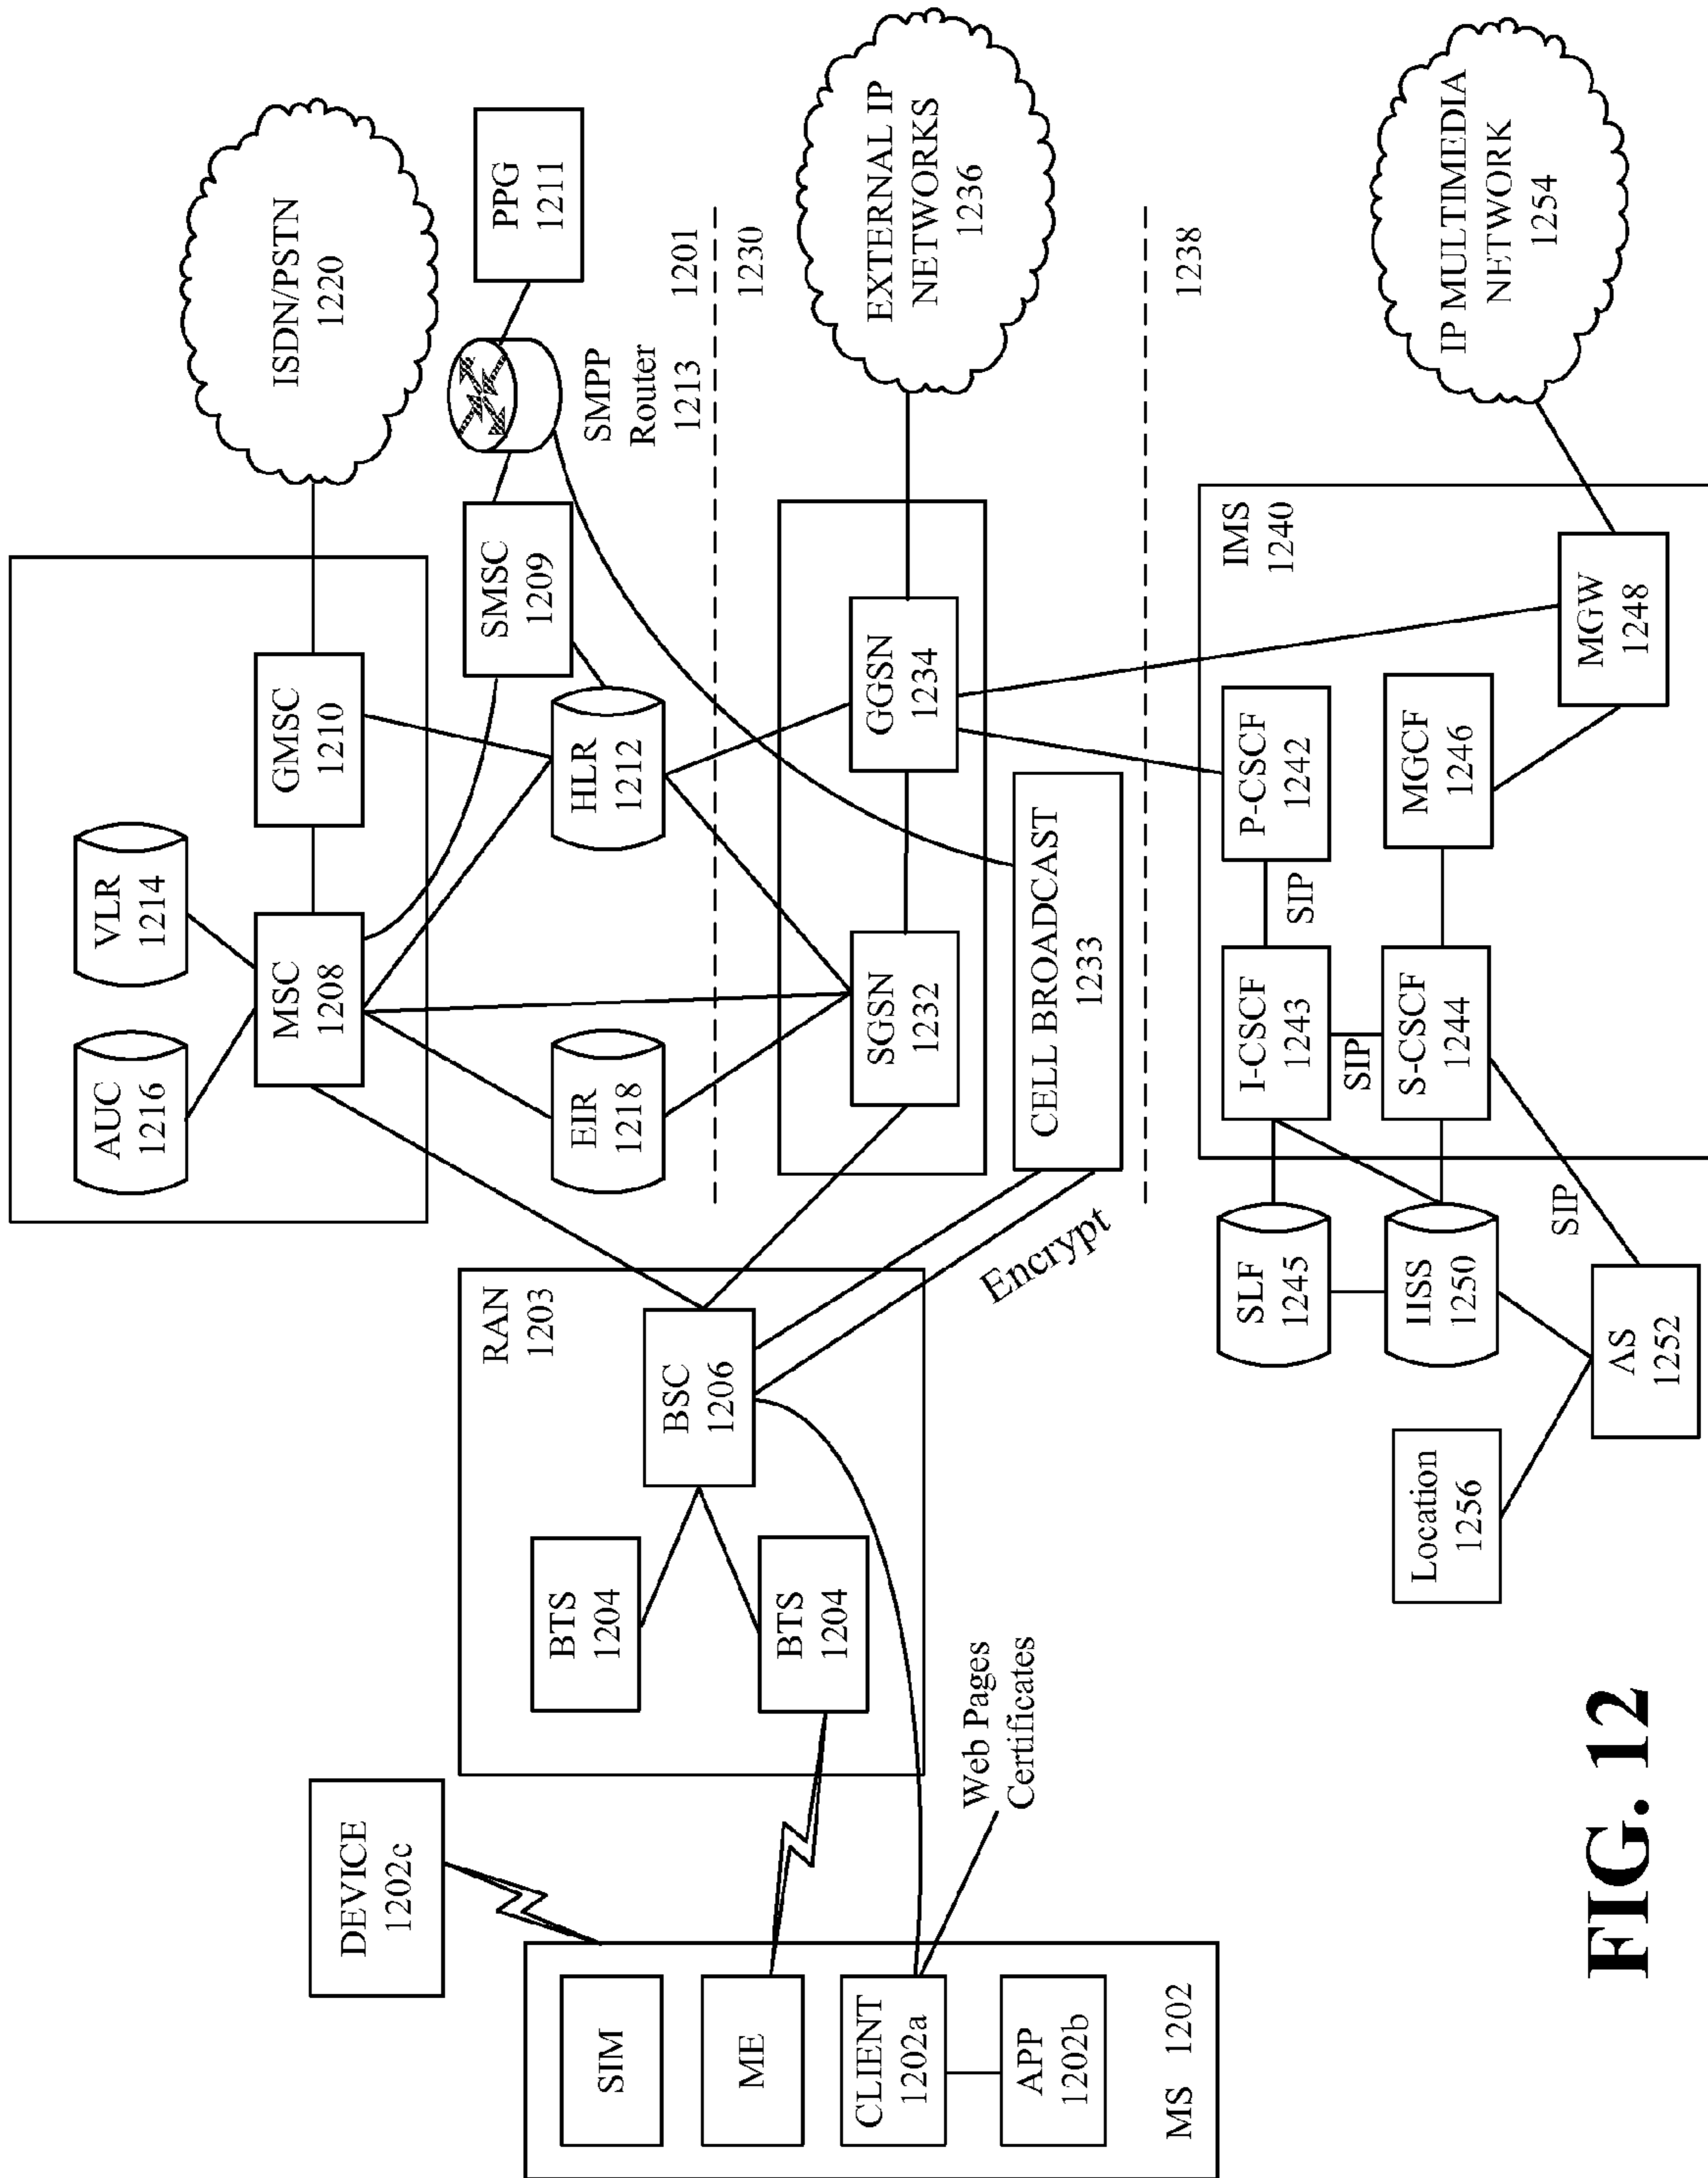 AUC
1216
VLR
1214
MSC
1208
GMSC
1210
ISDN/PSTN
1220
SMSC
1209
PPG
1211
SMPP
Router
1213
EIR
1218
HLR
1212
1201
1230
DEVICE
1202c
RAN
1203
BTS
1204
BTS
1204
BSC
1206
SIM
ME
CLIENT
1202a
APP
1202b
MS 1202
Web Pages
Certificates
SGSN
1232
GGSN
1234
EXTERNAL IP
NETWORKS
1236
CELL BROADCAST
1233
Encrypt
1238
IMS
1240
SLF
1245
I-CSCF
1243
SIP
P-CSCF
1242
SIP
IISS
1250
S-CSCF
1244
MGCF
1246
SIP
Location
1256
AS
1252
MGW
1248
IP MULTIMEDIA
NETWORK
1254
FIG. 12